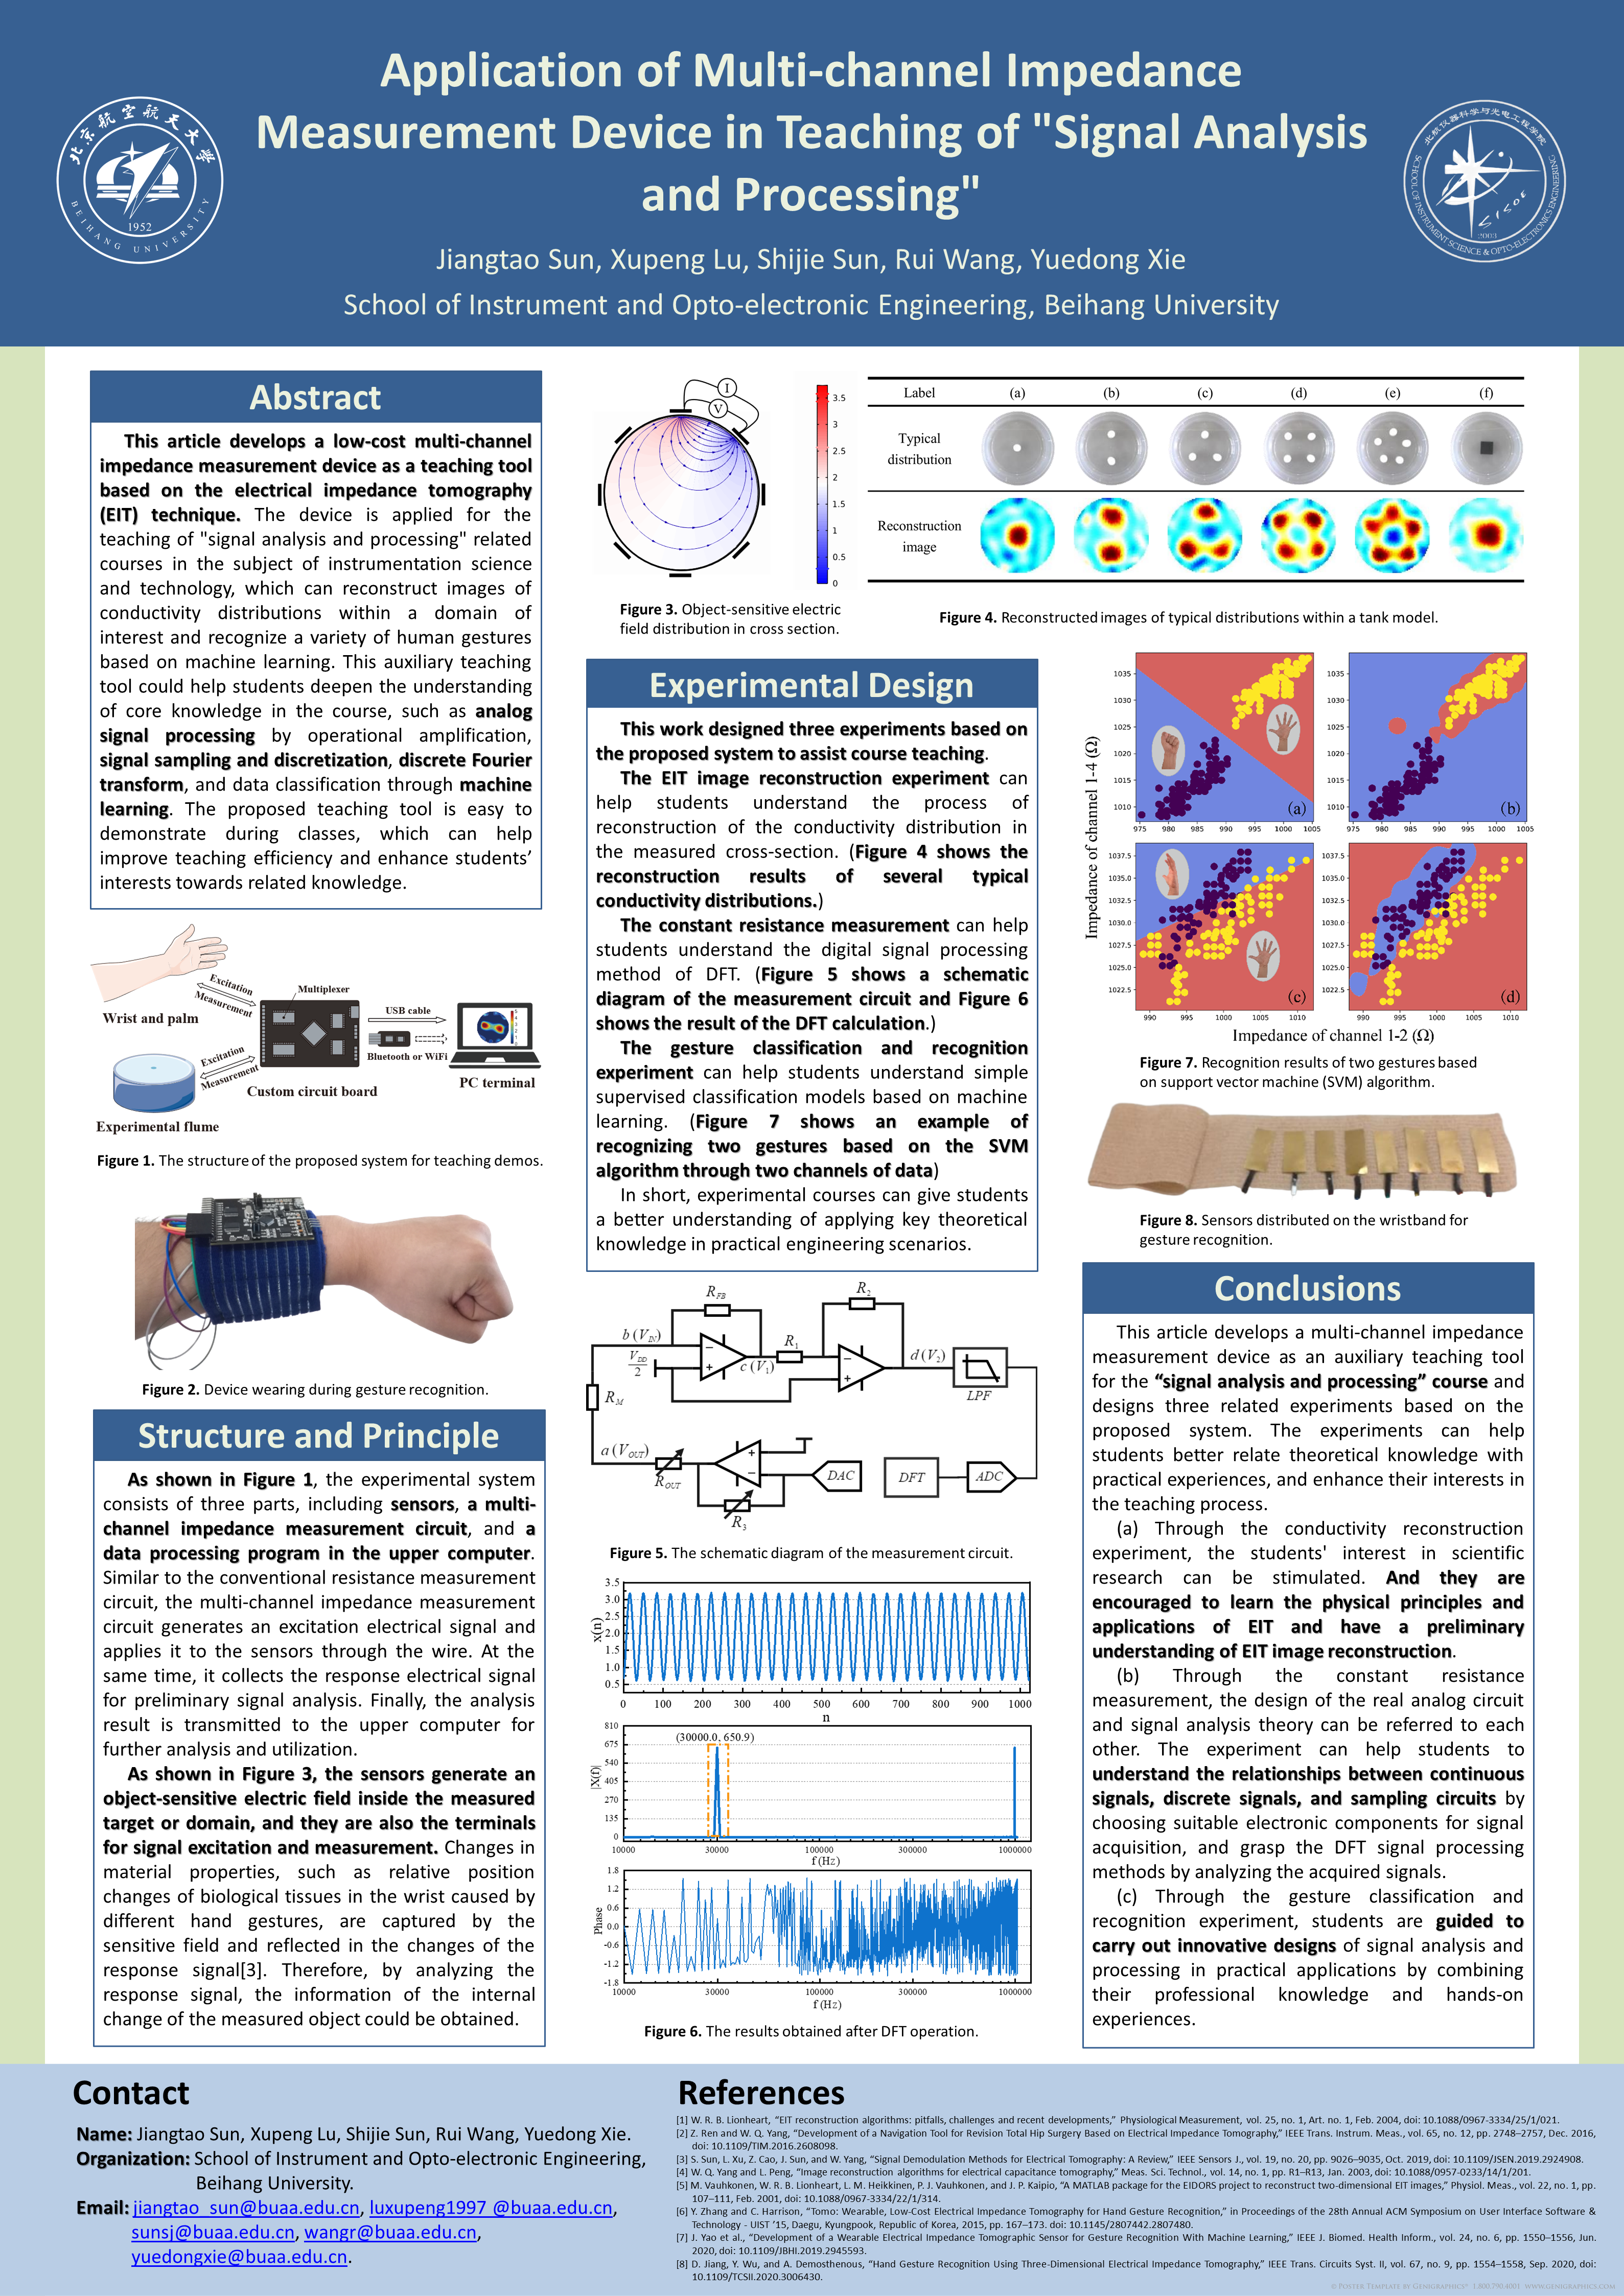 Application of Multi-channel Impedance
Measurement Device in Teaching of "Signal Analysis
and Processing"
Jiangtao Sun, Xupeng Lu, Shijie Sun, Rui Wang, Yuedong Xie
School of Instrument and Opto-electronic Engineering, Beihang University
北京航空航天大学
1952
BEIHANG UNIVERSITY
北航仪器科学与光电工程学院
SISOE
2003
SCHOOL OF INSTRUMENT SCIENCE & OPTO-ELECTRONICS ENGINEERING
Abstract
This article develops a low-cost multi-channel
impedance measurement device as a teaching tool
based on the electrical impedance tomography
(EIT) technique. The device is applied for the
teaching of "signal analysis and processing" related
courses in the subject of instrumentation science
and technology, which can reconstruct images of
conductivity distributions within a domain of
interest and recognize a variety of human gestures
based on machine learning. This auxiliary teaching
tool could help students deepen the understanding
of core knowledge in the course, such as analog
signal processing by operational amplification,
signal sampling and discretization, discrete Fourier
transform, and data classification through machine
learning. The proposed teaching tool is easy to
demonstrate during classes, which can help
improve teaching efficiency and enhance students’
interests towards related knowledge.
Wrist and palm
Excitation
Measurement
Multiplexer
USB cable
Bluetooth or WiFi
PC terminal
Custom circuit board
Excitation
Measurement
Experimental flume
Figure 1. The structure of the proposed system for teaching demos.
Figure 2. Device wearing during gesture recognition.
Structure and Principle
As shown in Figure 1, the experimental system
consists of three parts, including sensors, a multi-
channel impedance measurement circuit, and a
data processing program in the upper computer.
Similar to the conventional resistance measurement
circuit, the multi-channel impedance measurement
circuit generates an excitation electrical signal and
applies it to the sensors through the wire. At the
same time, it collects the response electrical signal
for preliminary signal analysis. Finally, the analysis
result is transmitted to the upper computer for
further analysis and utilization.
As shown in Figure 3, the sensors generate an
object-sensitive electric field inside the measured
target or domain, and they are also the terminals
for signal excitation and measurement. Changes in
material properties, such as relative position
changes of biological tissues in the wrist caused by
different hand gestures, are captured by the
sensitive field and reflected in the changes of the
response signal[3]. Therefore, by analyzing the
response signal, the information of the internal
change of the measured object could be obtained.
I
V
3.5
3
2.5
2
1.5
1
0.5
0
Figure 3. Object-sensitive electric
field distribution in cross section.
Label (a) (b) (c) (d) (e) (f)
Typical
distribution
Reconstruction
image
Figure 4. Reconstructed images of typical distributions within a tank model.
Experimental Design
This work designed three experiments based on
the proposed system to assist course teaching.
The EIT image reconstruction experiment can
help students understand the process of
reconstruction of the conductivity distribution in
the measured cross-section. (Figure 4 shows the
reconstruction results of several typical
conductivity distributions.)
The constant resistance measurement can help
students understand the digital signal processing
method of DFT. (Figure 5 shows a schematic
diagram of the measurement circuit and Figure 6
shows the result of the DFT calculation.)
The gesture classification and recognition
experiment can help students understand simple
supervised classification models based on machine
learning. (Figure 7 shows an example of
recognizing two gestures based on the SVM
algorithm through two channels of data)
In short, experimental courses can give students
a better understanding of applying key theoretical
knowledge in practical engineering scenarios.
R_FB
R_2
b (V_IN)
V_DD/2
c (V_1)
R_1
d (V_2)
LPF
R_M
a (V_OUT)
R_OUT
R_3
DAC
DFT
ADC
Figure 5. The schematic diagram of the measurement circuit.
x(n)
3.5
3.0
2.5
2.0
1.5
1.0
0.5
0 100 200 300 400 500 600 700 800 900 1000
n
(30000.0, 650.9)
|X(f)|
810
675
540
405
270
135
0
10000 30000 100000 300000 1000000
f (Hz)
Phase
1.8
1.2
0.6
0.0
-0.6
-1.2
-1.8
10000 30000 100000 300000 1000000
f (Hz)
Figure 6. The results obtained after DFT operation.
Impedance of channel 1-4 (Ω)
1035
1030
1025
1020
1015
1010
975 980 985 990 995 1000 1005
(a)
1035
1030
1025
1020
1015
1010
975 980 985 990 995 1000 1005
(b)
1037.5
1035.0
1032.5
1030.0
1027.5
1025.0
1022.5
990 995 1000 1005 1010
(c)
1037.5
1035.0
1032.5
1030.0
1027.5
1025.0
1022.5
990 995 1000 1005 1010
(d)
Impedance of channel 1-2 (Ω)
Figure 7. Recognition results of two gestures based
on support vector machine (SVM) algorithm.
Figure 8. Sensors distributed on the wristband for
gesture recognition.
Conclusions
This article develops a multi-channel impedance
measurement device as an auxiliary teaching tool
for the “signal analysis and processing” course and
designs three related experiments based on the
proposed system. The experiments can help
students better relate theoretical knowledge with
practical experiences, and enhance their interests in
the teaching process.
(a) Through the conductivity reconstruction
experiment, the students' interest in scientific
research can be stimulated. And they are
encouraged to learn the physical principles and
applications of EIT and have a preliminary
understanding of EIT image reconstruction.
(b) Through the constant resistance
measurement, the design of the real analog circuit
and signal analysis theory can be referred to each
other. The experiment can help students to
understand the relationships between continuous
signals, discrete signals, and sampling circuits by
choosing suitable electronic components for signal
acquisition, and grasp the DFT signal processing
methods by analyzing the acquired signals.
(c) Through the gesture classification and
recognition experiment, students are guided to
carry out innovative designs of signal analysis and
processing in practical applications by combining
their professional knowledge and hands-on
experiences.
Contact
Name: Jiangtao Sun, Xupeng Lu, Shijie Sun, Rui Wang, Yuedong Xie.
Organization: School of Instrument and Opto-electronic Engineering,
Beihang University.
Email: jiangtao_sun@buaa.edu.cn, luxupeng1997 @buaa.edu.cn,
sunsj@buaa.edu.cn, wangr@buaa.edu.cn,
yuedongxie@buaa.edu.cn.
References
[1] W. R. B. Lionheart, “EIT reconstruction algorithms: pitfalls, challenges and recent developments,” Physiological Measurement, vol. 25, no. 1, Art. no. 1, Feb. 2004, doi: 10.1088/0967-3334/25/1/021.
[2] Z. Ren and W. Q. Yang, “Development of a Navigation Tool for Revision Total Hip Surgery Based on Electrical Impedance Tomography,” IEEE Trans. Instrum. Meas., vol. 65, no. 12, pp. 2748–2757, Dec. 2016,
doi: 10.1109/TIM.2016.2608098.
[3] S. Sun, L. Xu, Z. Cao, J. Sun, and W. Yang, “Signal Demodulation Methods for Electrical Tomography: A Review,” IEEE Sensors J., vol. 19, no. 20, pp. 9026–9035, Oct. 2019, doi: 10.1109/JSEN.2019.2924908.
[4] W. Q. Yang and L. Peng, “Image reconstruction algorithms for electrical capacitance tomography,” Meas. Sci. Technol., vol. 14, no. 1, pp. R1–R13, Jan. 2003, doi: 10.1088/0957-0233/14/1/201.
[5] M. Vauhkonen, W. R. B. Lionheart, L. M. Heikkinen, P. J. Vauhkonen, and J. P. Kaipio, “A MATLAB package for the EIDORS project to reconstruct two-dimensional EIT images,” Physiol. Meas., vol. 22, no. 1, pp.
107–111, Feb. 2001, doi: 10.1088/0967-3334/22/1/314.
[6] Y. Zhang and C. Harrison, “Tomo: Wearable, Low-Cost Electrical Impedance Tomography for Hand Gesture Recognition,” in Proceedings of the 28th Annual ACM Symposium on User Interface Software &
Technology - UIST ’15, Daegu, Kyungpook, Republic of Korea, 2015, pp. 167–173. doi: 10.1145/2807442.2807480.
[7] J. Yao et al., “Development of a Wearable Electrical Impedance Tomographic Sensor for Gesture Recognition With Machine Learning,” IEEE J. Biomed. Health Inform., vol. 24, no. 6, pp. 1550–1556, Jun.
2020, doi: 10.1109/JBHI.2019.2945593.
[8] D. Jiang, Y. Wu, and A. Demosthenous, “Hand Gesture Recognition Using Three-Dimensional Electrical Impedance Tomography,” IEEE Trans. Circuits Syst. II, vol. 67, no. 9, pp. 1554–1558, Sep. 2020, doi:
10.1109/TCSII.2020.3006430.
© POSTER TEMPLATE BY GENIGRAPHICS® 1.800.790.4001 WWW.GENIGRAPHICS.COM